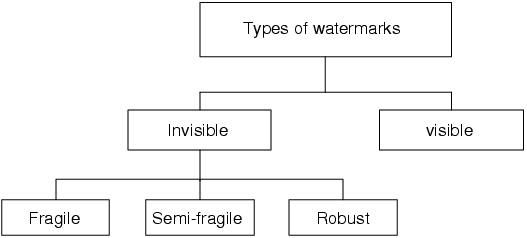 Types of watermarks
Invisible
visible
Fragile
Semi-fragile
Robust